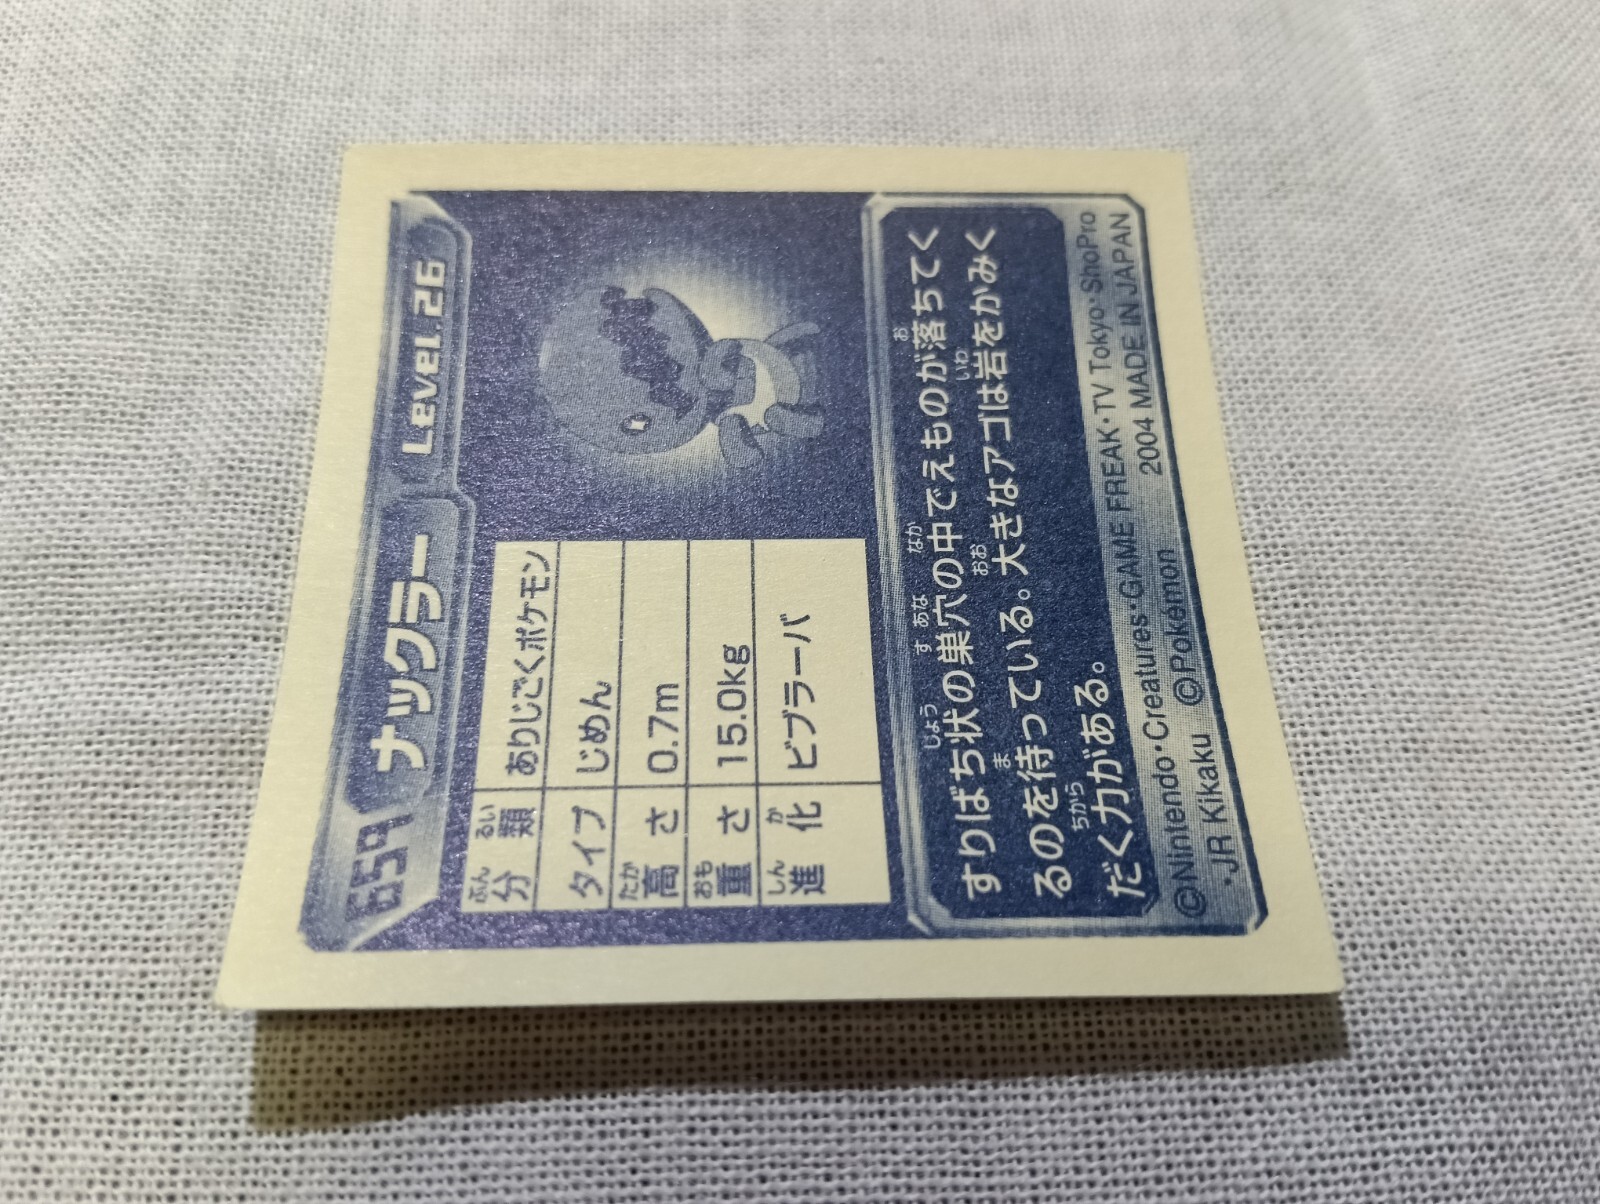 659 ナックラー Level.26
分類 ありじごくポケモン
タイプ じめん
高さ 0.7m
重さ 15.0kg
進化 ビブラーバ
すりばち状の巣穴の中でえものが落ちてく
るのを待っている。大きなアゴは岩をかみく
だく力がある。
©Nintendo・Creatures・GAME FREAK・TV Tokyo・ShoPro
・JR Kikaku ©Pokémon 2004 MADE IN JAPAN